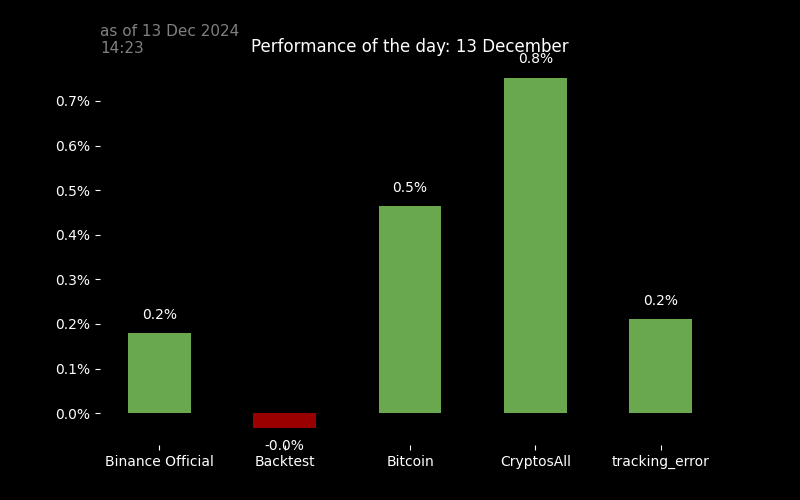 as of 13 Dec 2024
14:23
Performance of the day: 13 December
0.8%
0.7%
0.6%
0.5%
0.5%
0.4%
0.3%
0.2%
0.2%
0.2%
0.1%
0.0%
-0.0%
Binance Official
Backtest
Bitcoin
CryptosAll
tracking_error